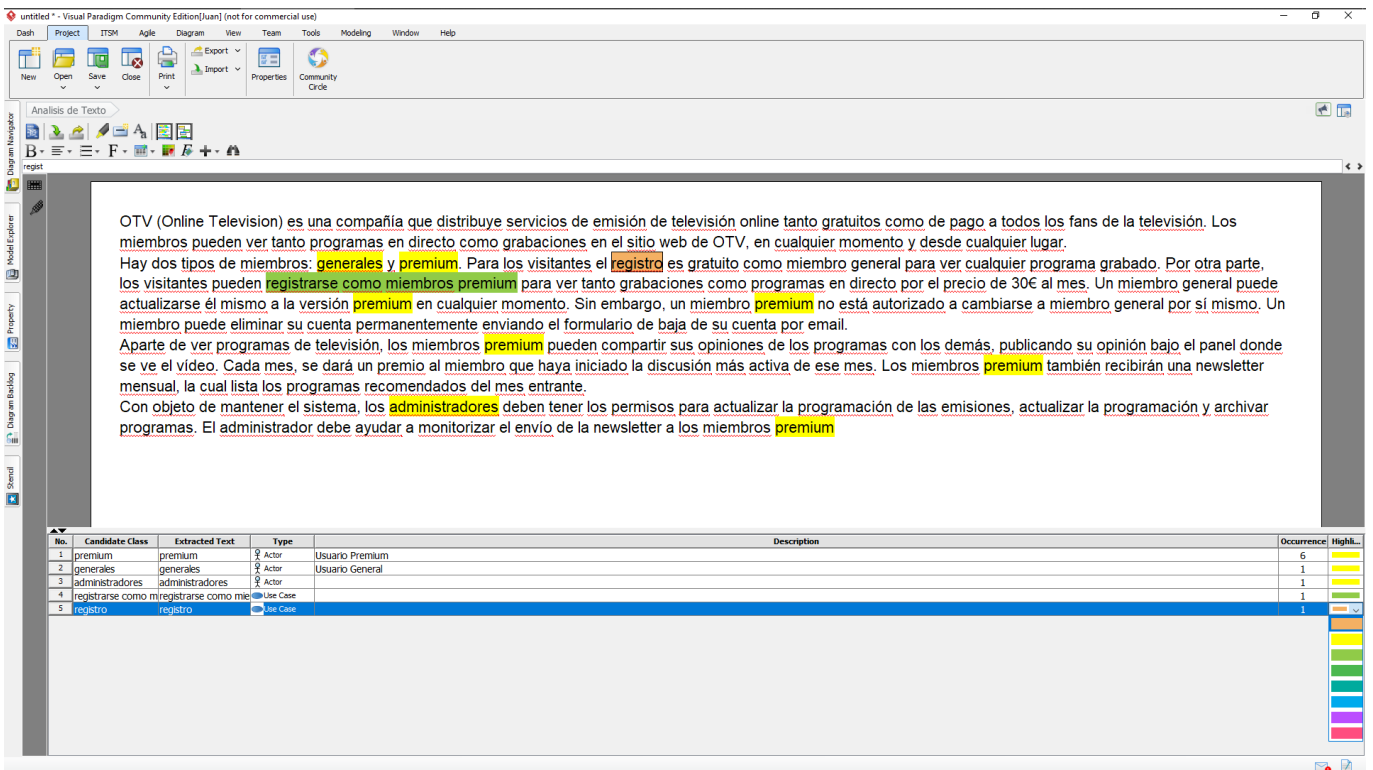 untitled * - Visual Paradigm Community Edition[Juan] (not for commercial use)
Dash Project ITSM Agile Diagram View Team Tools Modeling Window Help
New Open Save Close Print Export Import Properties Community Circle
Analisis de Texto
regist
Diagram Navigator
Model Explorer
Property
Diagram Backlog
Stencil
OTV (Online Television) es una compañía que distribuye servicios de emisión de televisión online tanto gratuitos como de pago a todos los fans de la televisión. Los
miembros pueden ver tanto programas en directo como grabaciones en el sitio web de OTV, en cualquier momento y desde cualquier lugar.
Hay dos tipos de miembros: generales y premium. Para los visitantes el registro es gratuito como miembro general para ver cualquier programa grabado. Por otra parte,
los visitantes pueden registrarse como miembros premium para ver tanto grabaciones como programas en directo por el precio de 30€ al mes. Un miembro general puede
actualizarse él mismo a la versión premium en cualquier momento. Sin embargo, un miembro premium no está autorizado a cambiarse a miembro general por sí mismo. Un
miembro puede eliminar su cuenta permanentemente enviando el formulario de baja de su cuenta por email.
Aparte de ver programas de televisión, los miembros premium pueden compartir sus opiniones de los programas con los demás, publicando su opinión bajo el panel donde
se ve el vídeo. Cada mes, se dará un premio al miembro que haya iniciado la discusión más activa de ese mes. Los miembros premium también recibirán una newsletter
mensual, la cual lista los programas recomendados del mes entrante.
Con objeto de mantener el sistema, los administradores deben tener los permisos para actualizar la programación de las emisiones, actualizar la programación y archivar
programas. El administrador debe ayudar a monitorizar el envío de la newsletter a los miembros premium
No. Candidate Class Extracted Text Type Description Occurrence Highli...
1 premium premium Actor Usuario Premium 6
2 generales generales Actor Usuario General 1
3 administradores administradores Actor 1
4 registrarse como m registrarse como mie Use Case 1
5 registro registro Use Case 1